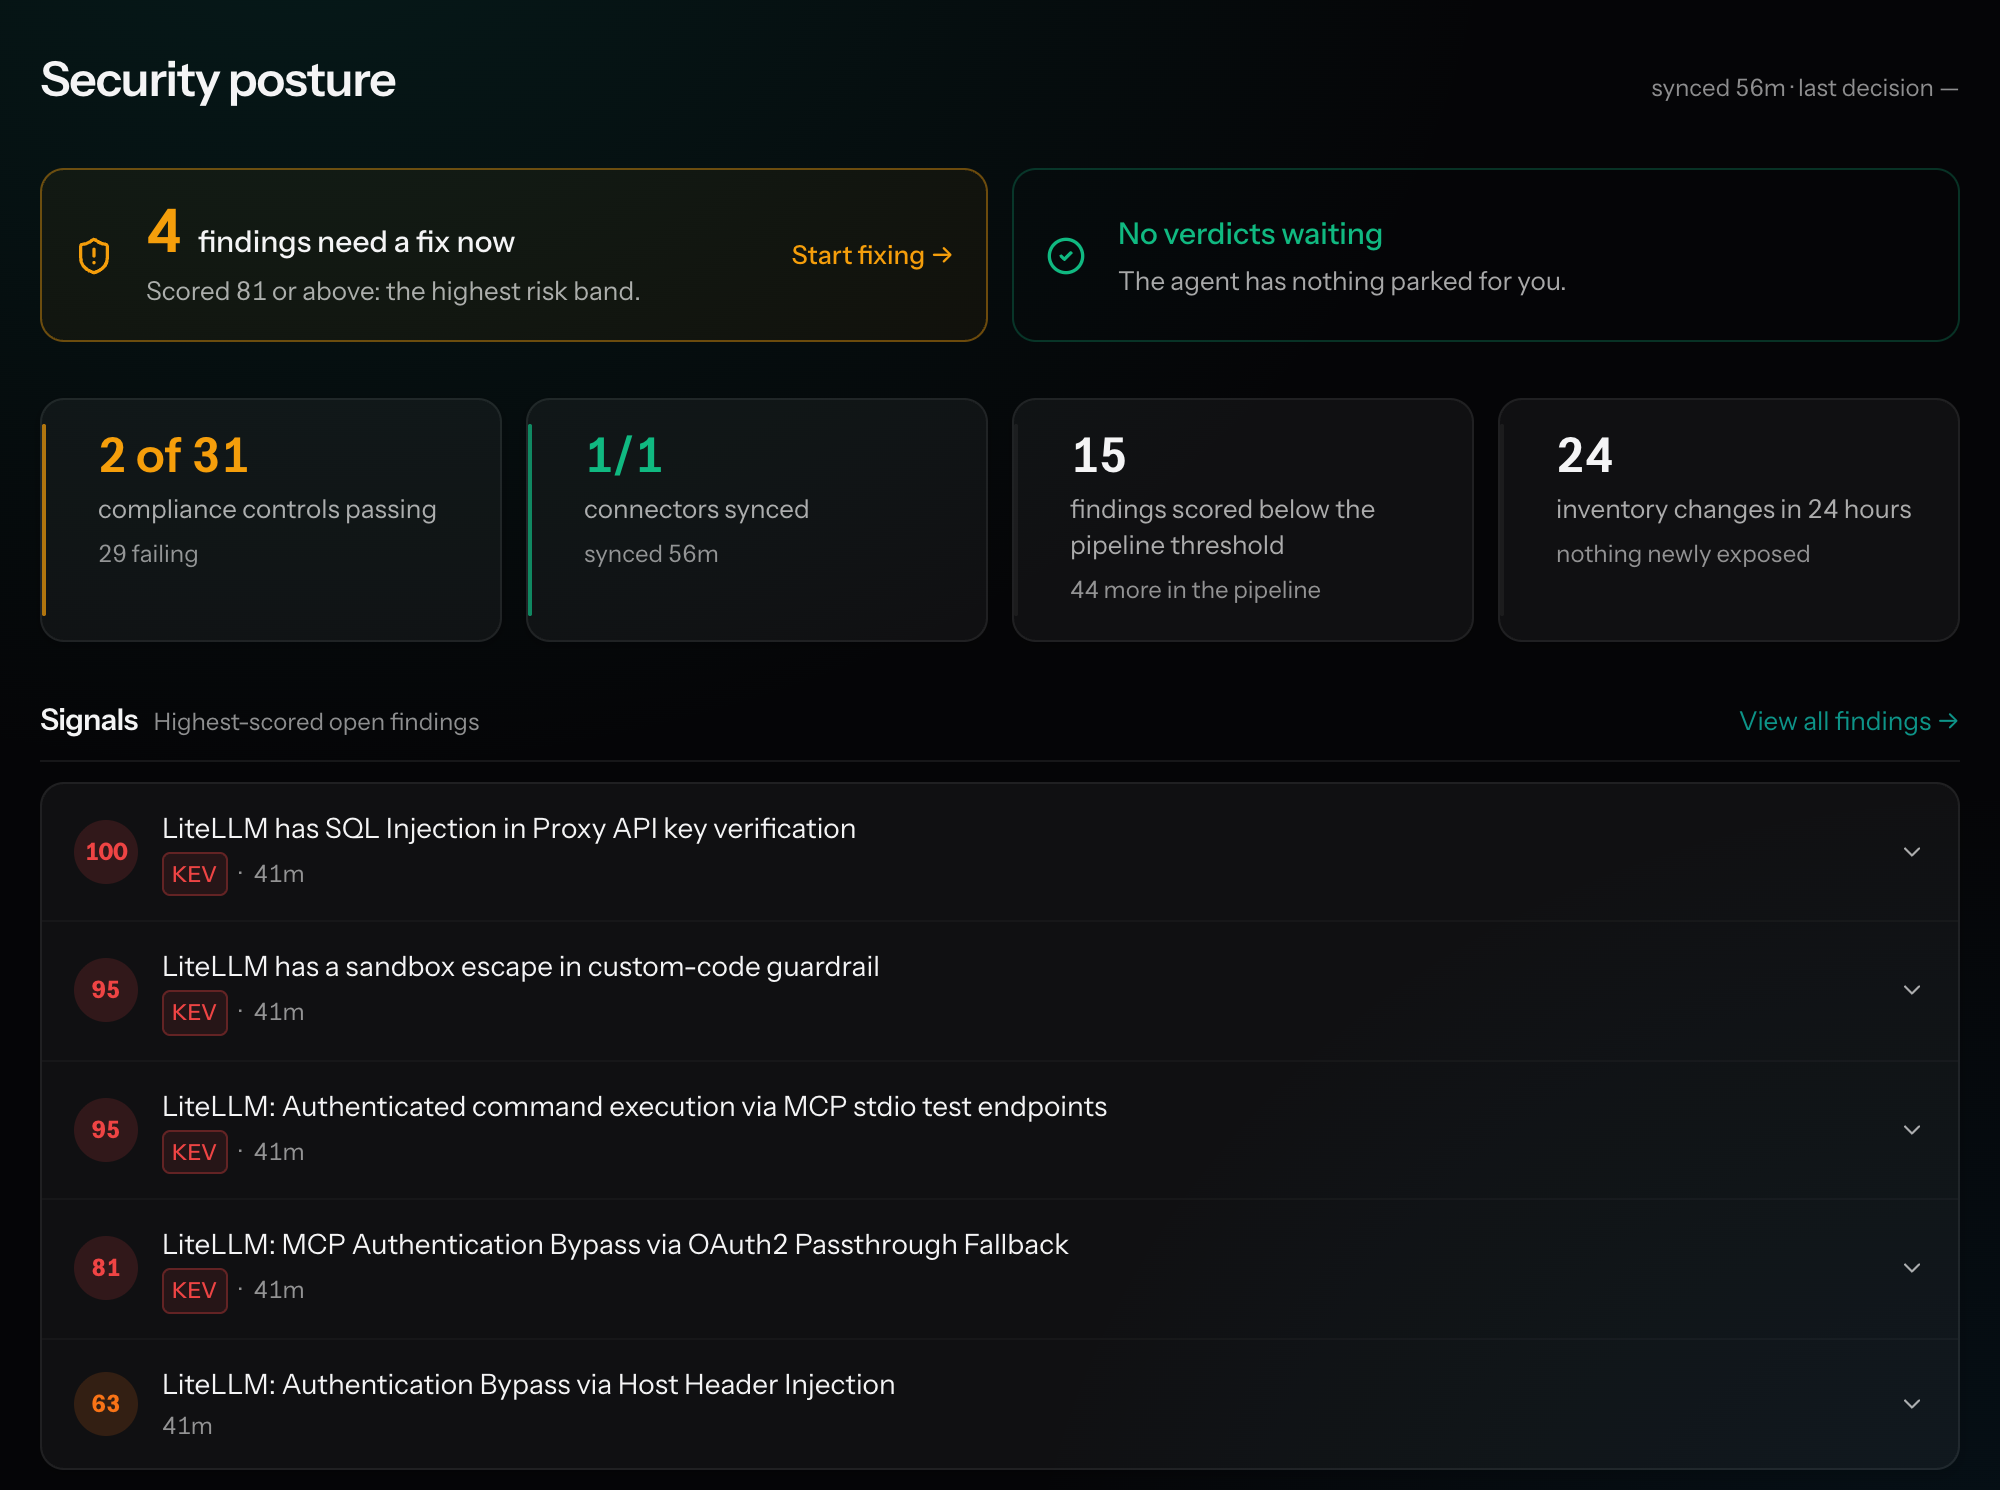 Security posture
synced 56m · last decision —
4 findings need a fix now
Scored 81 or above: the highest risk band.
Start fixing →
No verdicts waiting
The agent has nothing parked for you.
2 of 31
compliance controls passing
29 failing
1/1
connectors synced
synced 56m
15
findings scored below the
pipeline threshold
44 more in the pipeline
24
inventory changes in 24 hours
nothing newly exposed
Signals Highest-scored open findings
View all findings →
100
LiteLLM has SQL Injection in Proxy API key verification
KEV · 41m
95
LiteLLM has a sandbox escape in custom-code guardrail
KEV · 41m
95
LiteLLM: Authenticated command execution via MCP stdio test endpoints
KEV · 41m
81
LiteLLM: MCP Authentication Bypass via OAuth2 Passthrough Fallback
KEV · 41m
63
LiteLLM: Authentication Bypass via Host Header Injection
41m